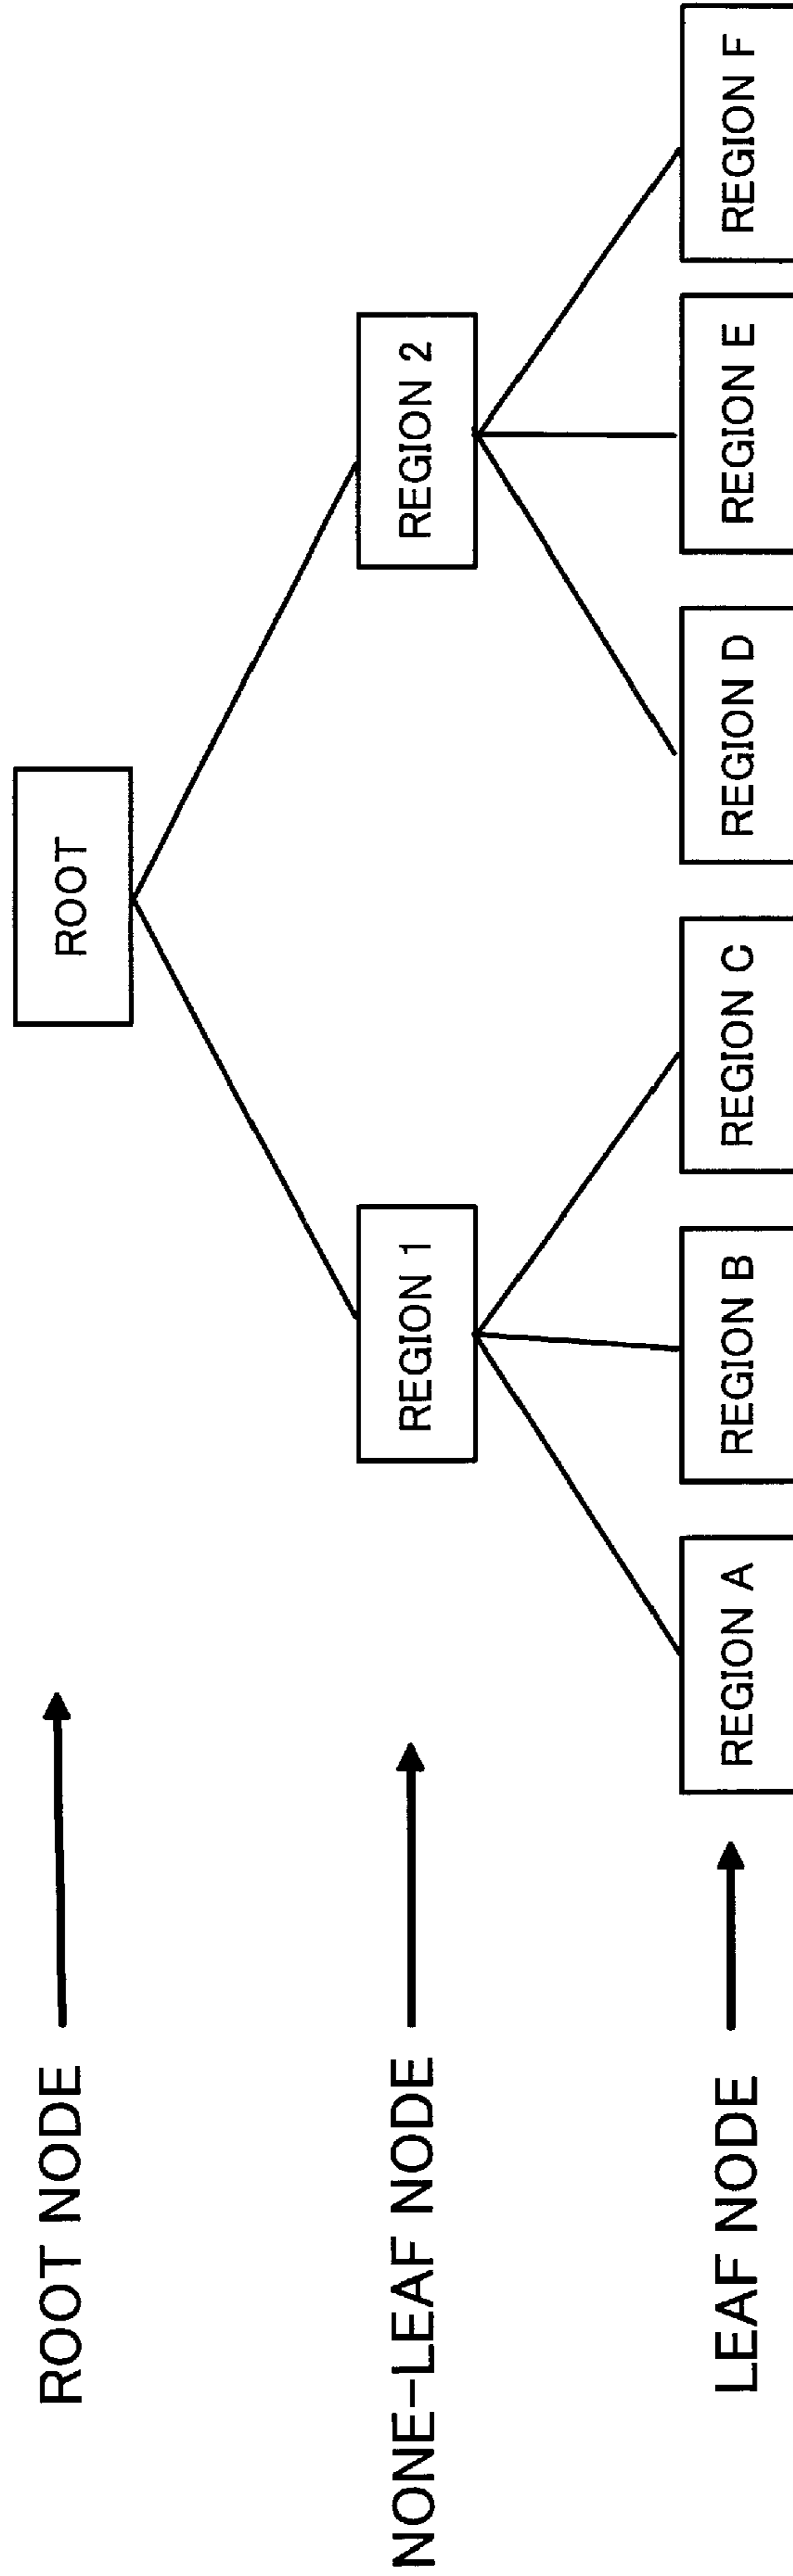 ROOT NODE
ROOT
NONE-LEAF NODE
REGION 1
REGION 2
LEAF NODE
REGION A
REGION B
REGION C
REGION D
REGION E
REGION F